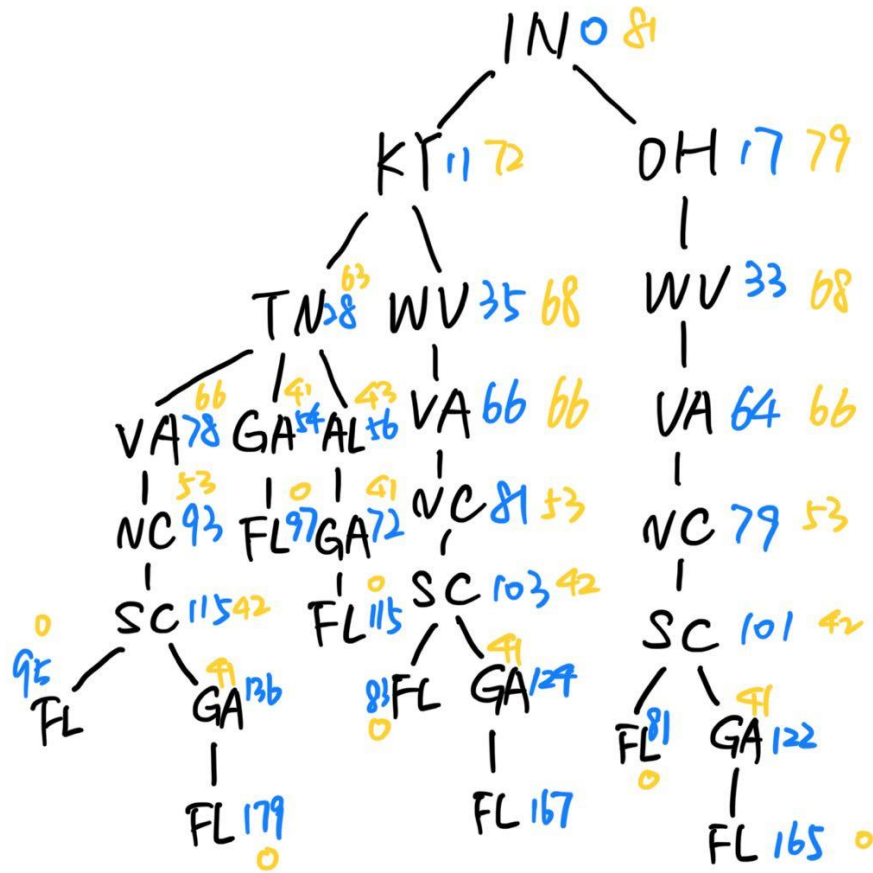 IN 0 81
KY 11 72 OH 17 79
63
TN 28 WV 35 68 WV 33 68
66 41 43
VA 78 GA 54 AL 56 VA 66 66 VA 64 66
53 0 41
NC 93 FL 97 GA 72 NC 81 53 NC 79 53
0
SC 115 42 FL 115 SC 103 42 SC 101 42
0 41 41 41
95 FL GA 136 83 FL GA 124 FL 81 GA 122
0 0
FL 179 FL 167 FL 165 0
0